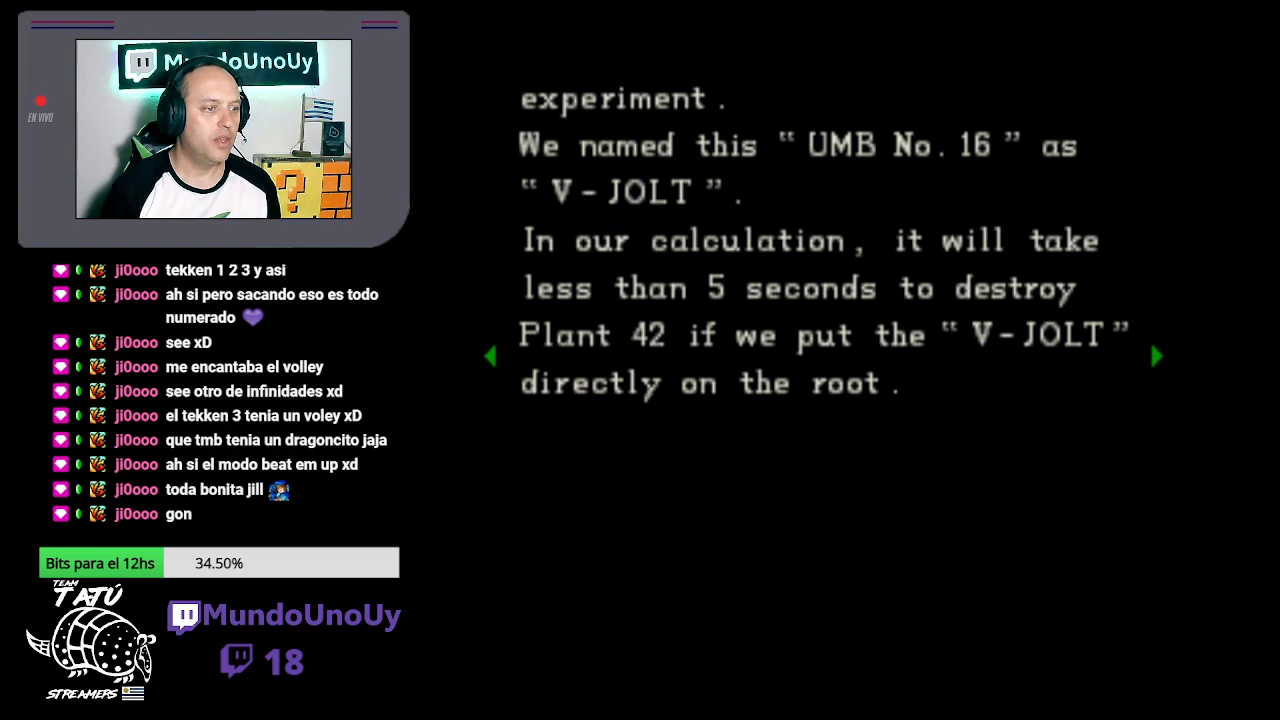 MundoUnoUy
EN VIVO
experiment.
We named this “ UMB No. 16 ” as
“ V - JOLT ” .
In our calculation, it will take
less than 5 seconds to destroy
Plant 42 if we put the “ V - JOLT ”
directly on the root .
ji0ooo tekken 1 2 3 y asi
ji0ooo ah si pero sacando eso es todo
numerado
ji0ooo see xD
ji0ooo me encantaba el volley
ji0ooo see otro de infinidades xd
ji0ooo el tekken 3 tenia un voley xD
ji0ooo que tmb tenia un dragoncito jaja
ji0ooo ah si el modo beat em up xd
ji0ooo toda bonita jill
ji0ooo gon
Bits para el 12hs 34.50%
TEAM
TATÚ
STREAMERS
MundoUnoUy
18